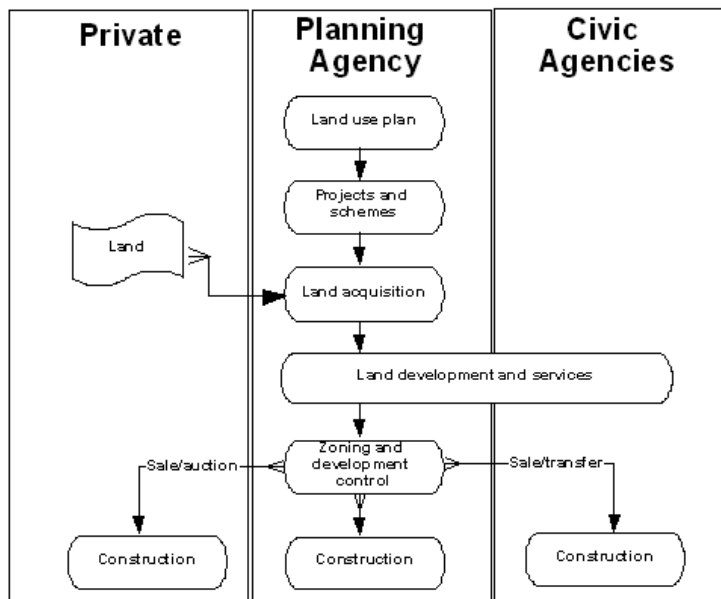 Private
Planning
Agency
Civic
Agencies
Land use plan
Projects and
schemes
Land
Land acquisition
Land development and services
Zoning and
development
control
Sale/auction
Sale/transfer
Construction
Construction
Construction